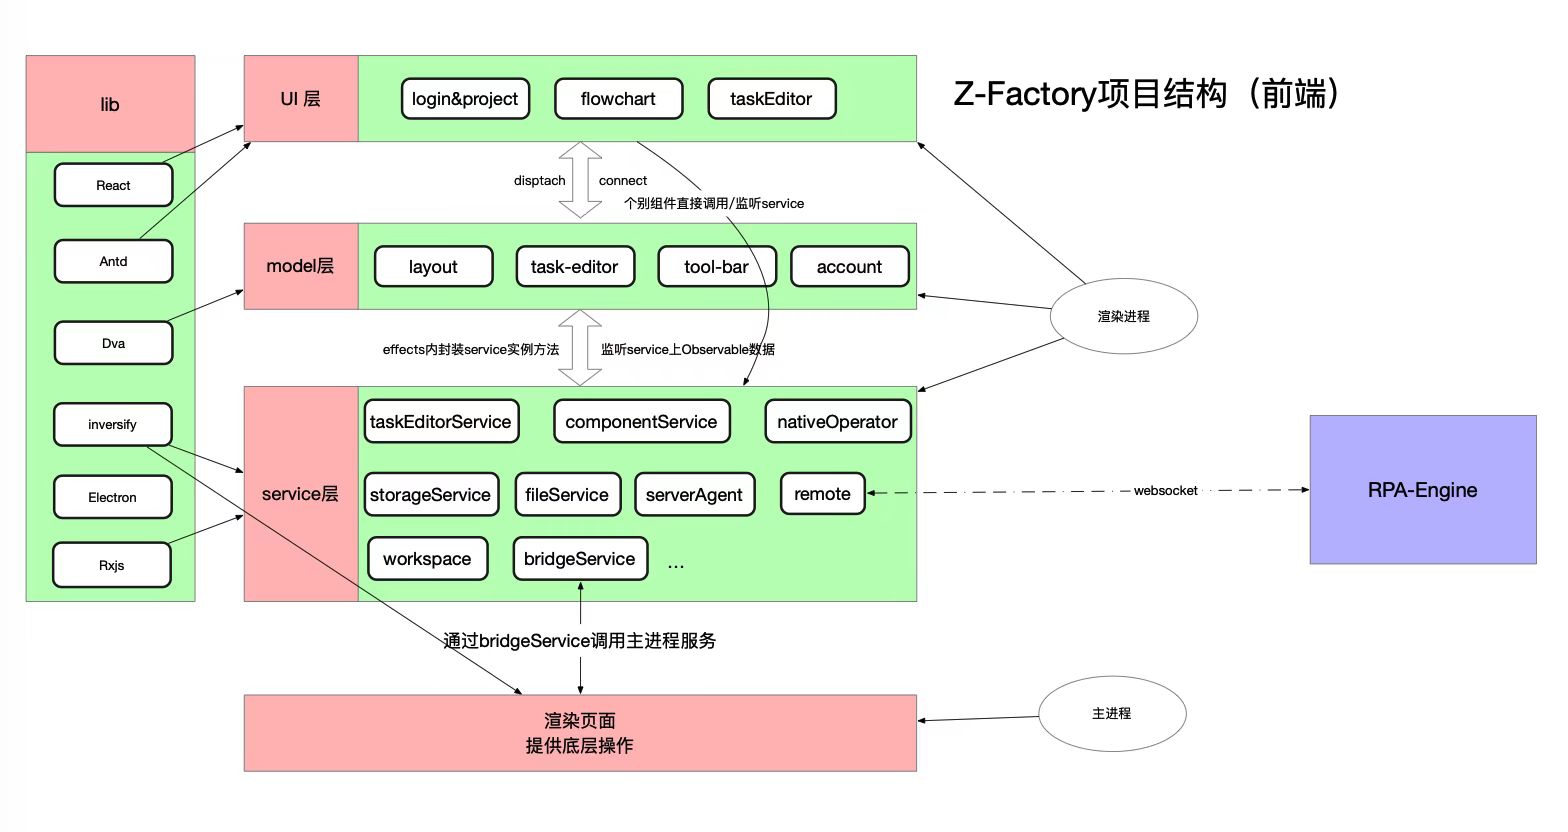 Z-Factory项目结构（前端）
lib
React
Antd
Dva
inversify
Electron
Rxjs
UI 层
login&project
flowchart
taskEditor
disptach
connect
个别组件直接调用/监听service
model层
layout
task-editor
tool-bar
account
effects内封装service实例方法
监听service上Observable数据
service层
taskEditorService
componentService
nativeOperator
storageService
fileService
serverAgent
remote
workspace
bridgeService
...
渲染进程
websocket
RPA-Engine
通过bridgeService调用主进程服务
渲染页面
提供底层操作
主进程